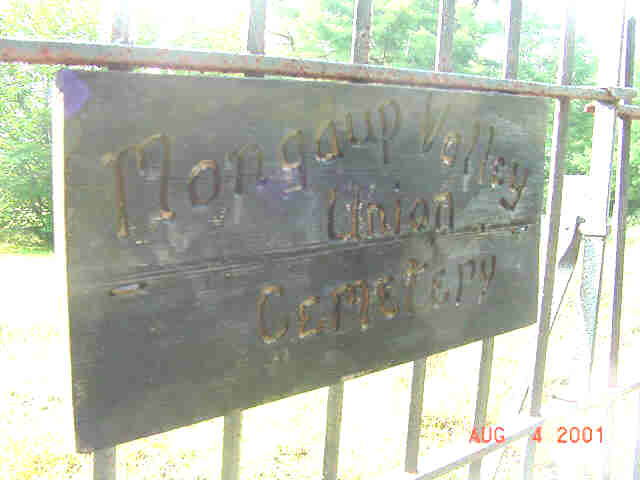 Mongaup Valley
Union
Cemetery
AUG 4 2001